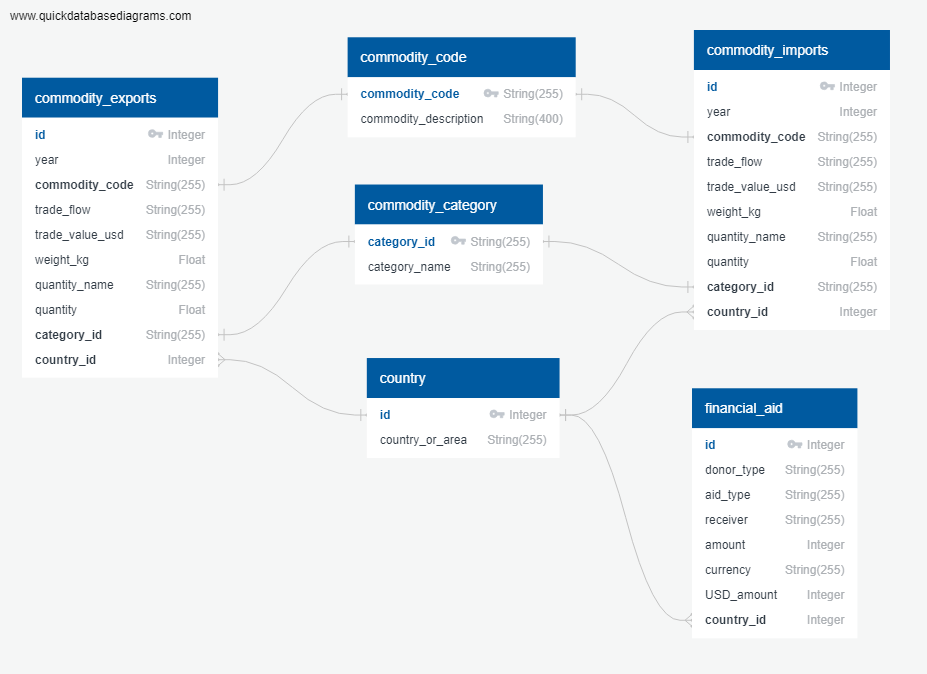 www.quickdatabasediagrams.com
commodity_exports
id Integer
year Integer
commodity_code String(255)
trade_flow String(255)
trade_value_usd String(255)
weight_kg Float
quantity_name String(255)
quantity Float
category_id String(255)
country_id Integer
commodity_code
commodity_code String(255)
commodity_description String(400)
commodity_category
category_id String(255)
category_name String(255)
country
id Integer
country_or_area String(255)
commodity_imports
id Integer
year Integer
commodity_code String(255)
trade_flow String(255)
trade_value_usd String(255)
weight_kg Float
quantity_name String(255)
quantity Float
category_id String(255)
country_id Integer
financial_aid
id Integer
donor_type String(255)
aid_type String(255)
receiver String(255)
amount Integer
currency String(255)
USD_amount Integer
country_id Integer